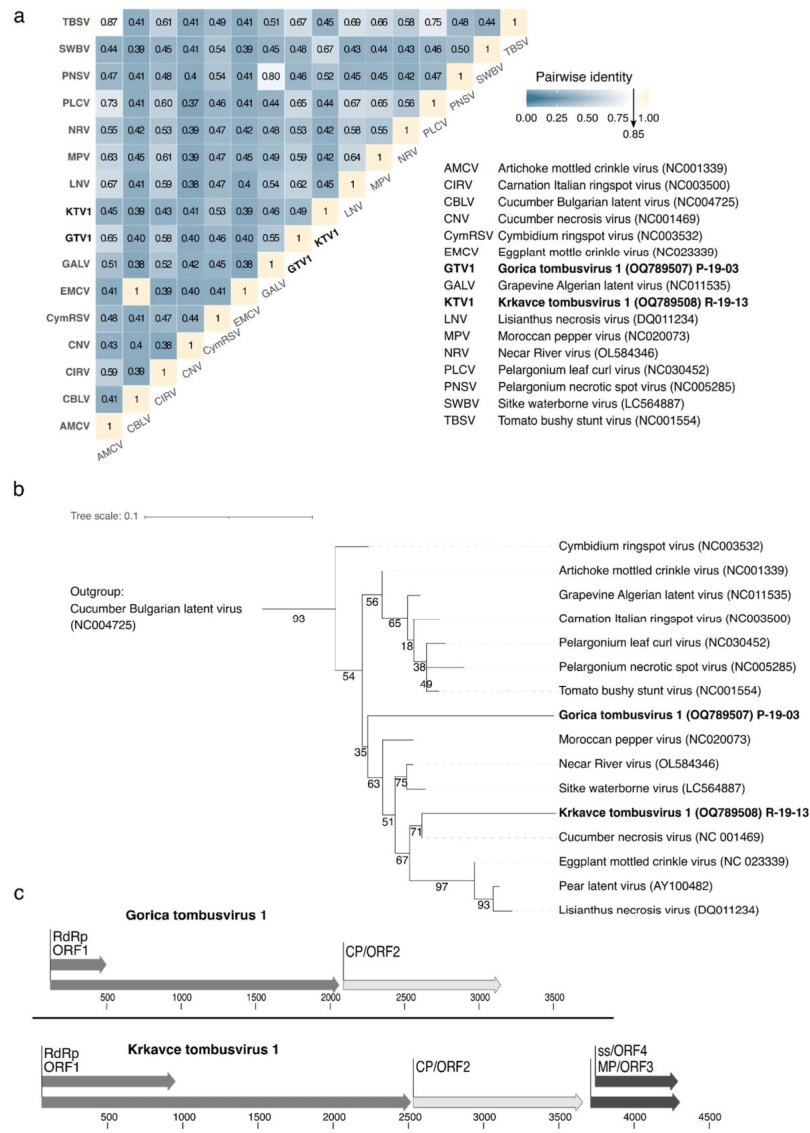 a
TBSV 0.87 0.41 0.61 0.41 0.49 0.41 0.51 0.67 0.45 0.69 0.66 0.58 0.75 0.48 0.44 1
SWBV 0.44 0.39 0.45 0.41 0.54 0.39 0.45 0.48 0.67 0.43 0.44 0.43 0.46 0.50 1 TBSV
PNSV 0.47 0.41 0.48 0.4 0.54 0.41 0.80 0.46 0.52 0.45 0.45 0.42 0.47 1 SWBV
PLCV 0.73 0.41 0.60 0.37 0.46 0.41 0.44 0.65 0.44 0.67 0.65 0.56 1 PNSV
NRV 0.55 0.42 0.53 0.39 0.47 0.42 0.48 0.53 0.42 0.58 0.55 1 PLCV
MPV 0.63 0.45 0.61 0.39 0.47 0.45 0.49 0.59 0.42 0.64 1 NRV
LNV 0.67 0.41 0.59 0.38 0.47 0.4 0.54 0.62 0.45 1 MPV
KTV1 0.45 0.39 0.43 0.41 0.53 0.39 0.46 0.49 1 LNV
GTV1 0.65 0.40 0.58 0.40 0.46 0.40 0.55 1 KTV1
GALV 0.51 0.38 0.52 0.42 0.45 0.38 1 GTV1
EMCV 0.41 1 0.39 0.40 0.41 1 GALV
CymRSV 0.48 0.41 0.47 0.44 1 EMCV
CNV 0.43 0.4 0.38 1 CymRSV
CIRV 0.59 0.39 1 CNV
CBLV 0.41 1 CIRV
AMCV 1 CBLV
AMCV
Pairwise identity
0.00 0.25 0.50 0.75 1.00
0.85
AMCV Artichoke mottled crinkle virus (NC001339)
CIRV Carnation Italian ringspot virus (NC003500)
CBLV Cucumber Bulgarian latent virus (NC004725)
CNV Cucumber necrosis virus (NC001469)
CymRSV Cymbidium ringspot virus (NC003532)
EMCV Eggplant mottle crinkle virus (NC023339)
GTV1 Gorica tombusvirus 1 (OQ789507) P-19-03
GALV Grapevine Algerian latent virus (NC011535)
KTV1 Krkavce tombusvirus 1 (OQ789508) R-19-13
LNV Lisianthus necrosis virus (DQ011234)
MPV Moroccan pepper virus (NC020073)
NRV Necar River virus (OL584346)
PLCV Pelargonium leaf curl virus (NC030452)
PNSV Pelargonium necrotic spot virus (NC005285)
SWBV Sitke waterborne virus (LC564887)
TBSV Tomato bushy stunt virus (NC001554)
b
Tree scale: 0.1
Outgroup:
Cucumber Bulgarian latent virus
(NC004725)
93
54
56
65
18
38
49
35
63
75
51
71
67
97
93
Cymbidium ringspot virus (NC003532)
Artichoke mottled crinkle virus (NC001339)
Grapevine Algerian latent virus (NC011535)
Carnation Italian ringspot virus (NC003500)
Pelargonium leaf curl virus (NC030452)
Pelargonium necrotic spot virus (NC005285)
Tomato bushy stunt virus (NC001554)
Gorica tombusvirus 1 (OQ789507) P-19-03
Moroccan pepper virus (NC020073)
Necar River virus (OL584346)
Sitke waterborne virus (LC564887)
Krkavce tombusvirus 1 (OQ789508) R-19-13
Cucumber necrosis virus (NC 001469)
Eggplant mottled crinkle virus (NC 023339)
Pear latent virus (AY100482)
Lisianthus necrosis virus (DQ011234)
c
Gorica tombusvirus 1
RdRp
ORF1
CP/ORF2
500 1000 1500 2000 2500 3000 3500
Krkavce tombusvirus 1
RdRp
ORF1
CP/ORF2
ss/ORF4
MP/ORF3
500 1000 1500 2000 2500 3000 3500 4000 4500